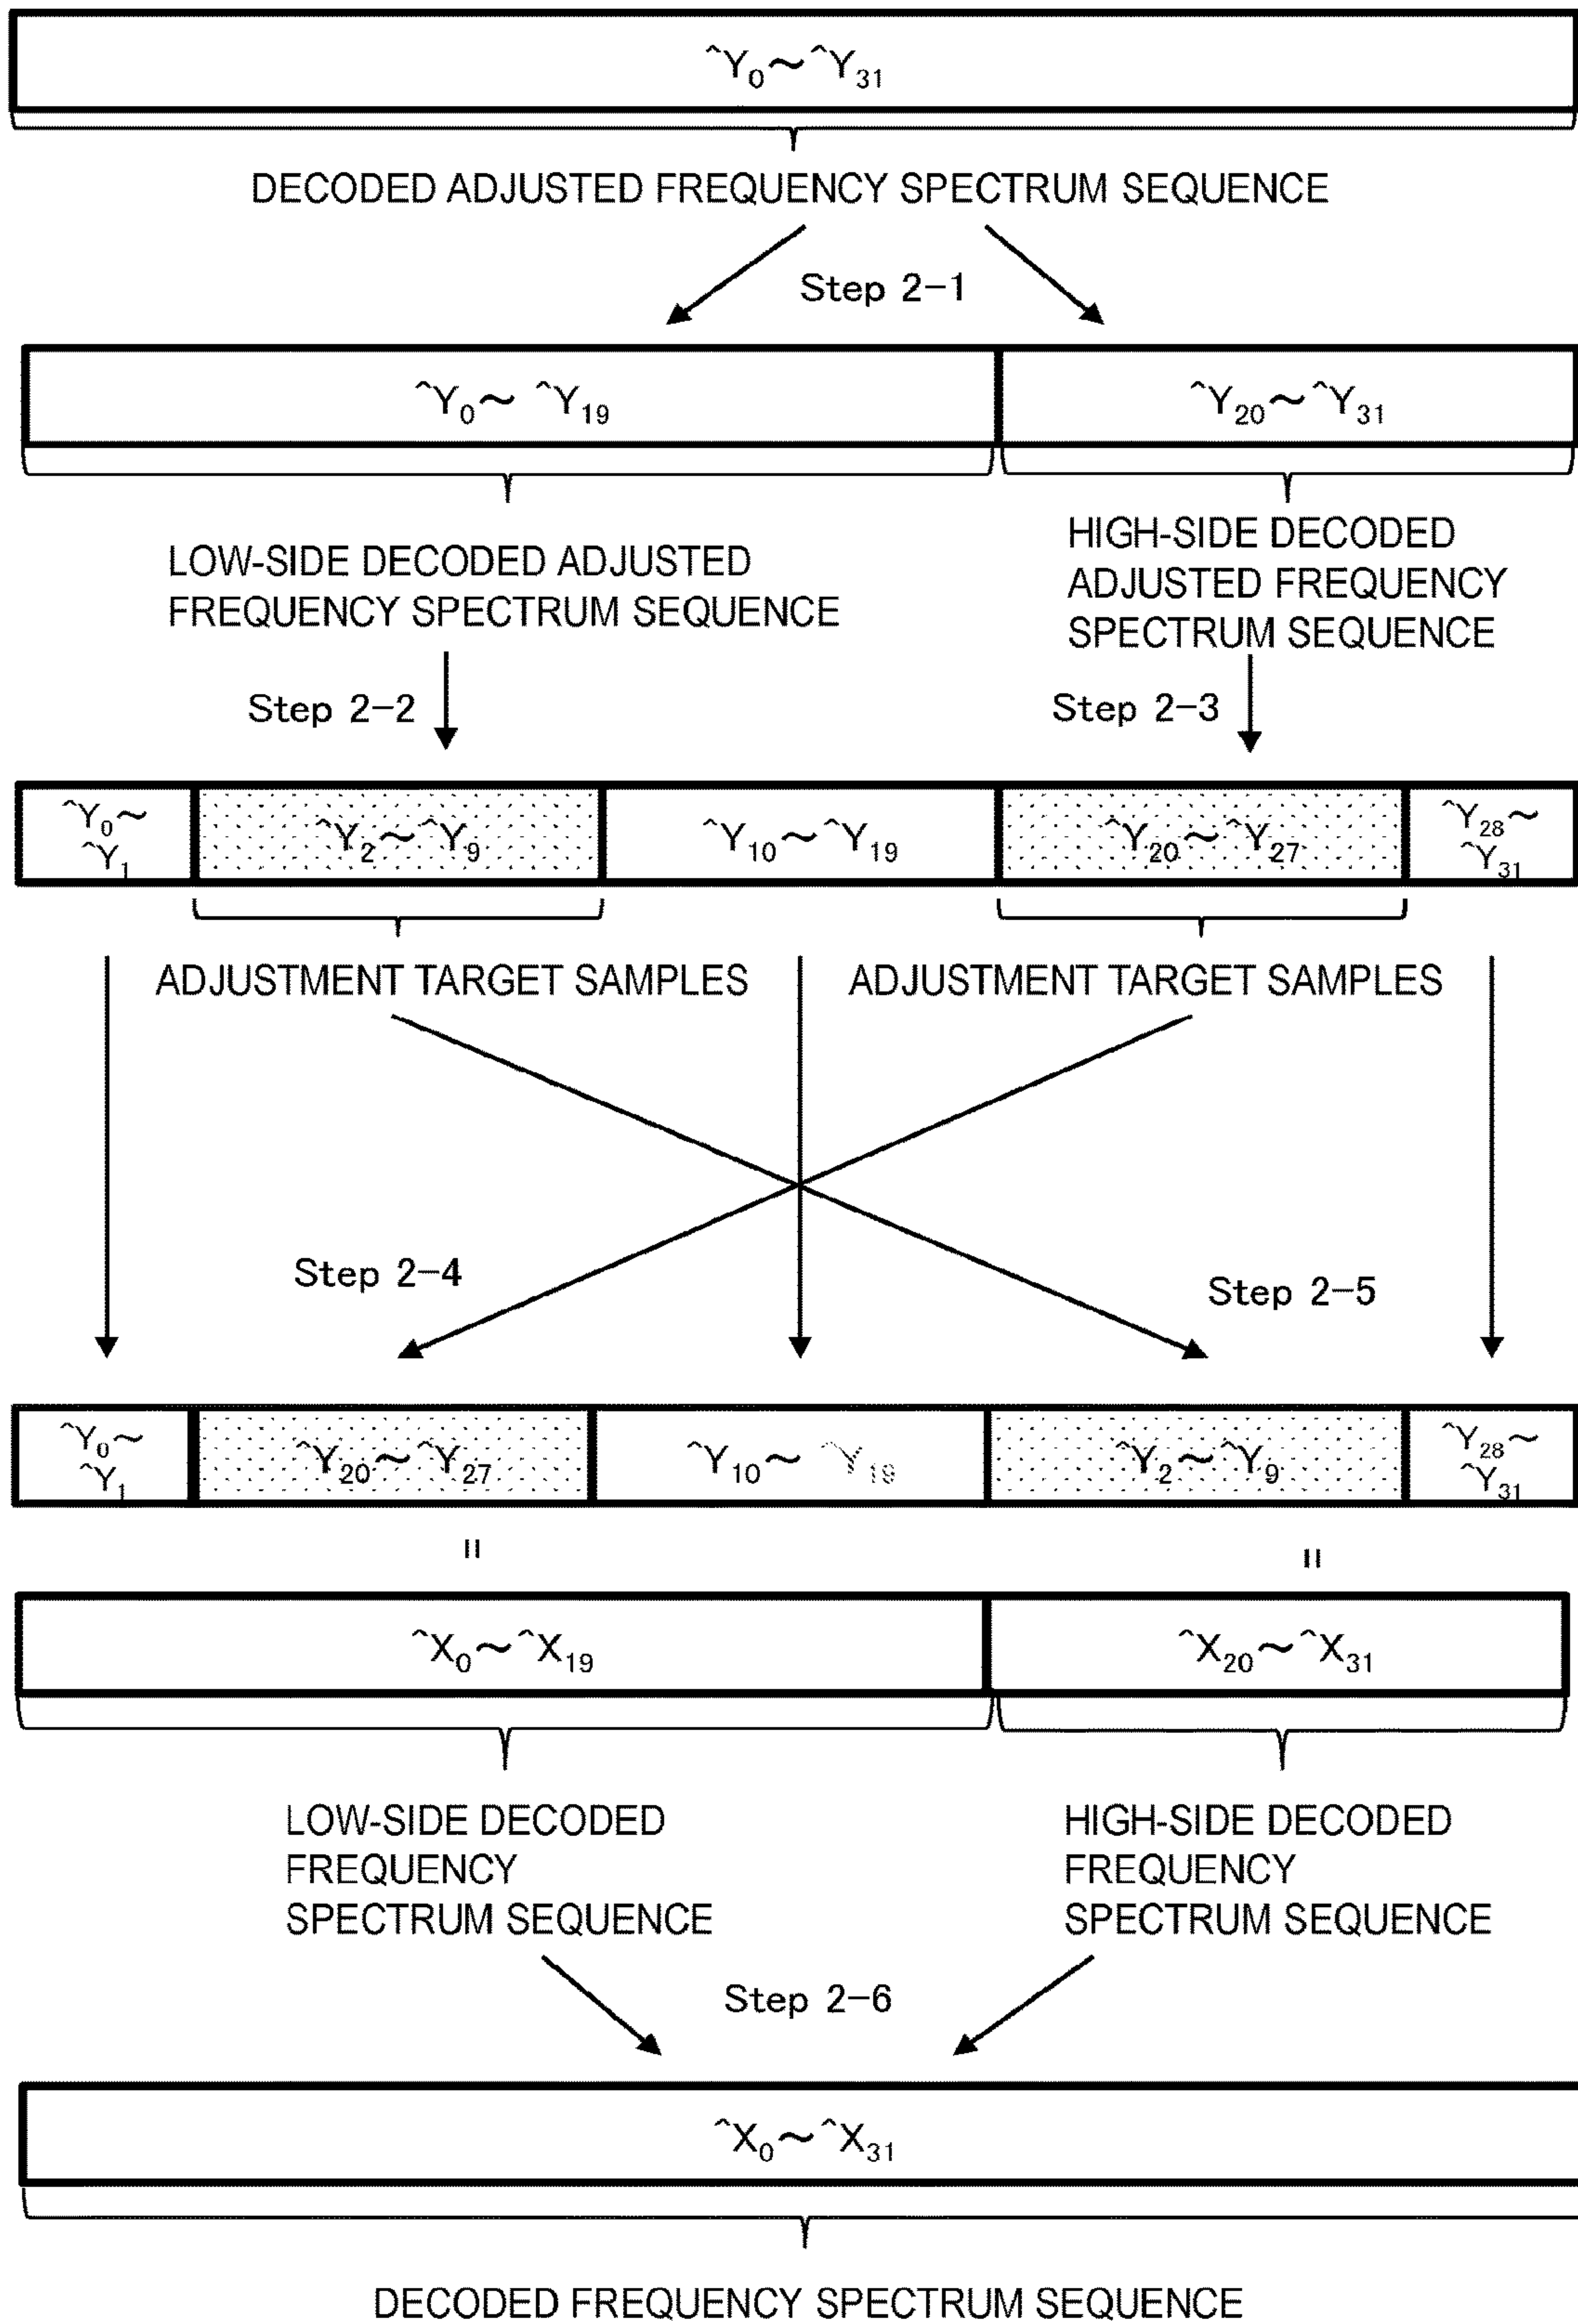 ^Y0～^Y31
DECODED ADJUSTED FREQUENCY SPECTRUM SEQUENCE
Step 2-1
^Y0～ ^Y19
^Y20～^Y31
LOW-SIDE DECODED ADJUSTED
FREQUENCY SPECTRUM SEQUENCE
HIGH-SIDE DECODED
ADJUSTED FREQUENCY
SPECTRUM SEQUENCE
Step 2-2
Step 2-3
^Y0～
^Y1
^Y2～^Y9
^Y10～^Y19
^Y20～^Y27
^Y28～
^Y31
ADJUSTMENT TARGET SAMPLES
ADJUSTMENT TARGET SAMPLES
Step 2-4
Step 2-5
^Y0～
^Y1
^Y20～^Y27
^Y10～ ^Y19
^Y2～^Y9
^Y28～
^Y31
=
=
^X0～^X19
^X20～^X31
LOW-SIDE DECODED
FREQUENCY
SPECTRUM SEQUENCE
HIGH-SIDE DECODED
FREQUENCY
SPECTRUM SEQUENCE
Step 2-6
^X0～^X31
DECODED FREQUENCY SPECTRUM SEQUENCE